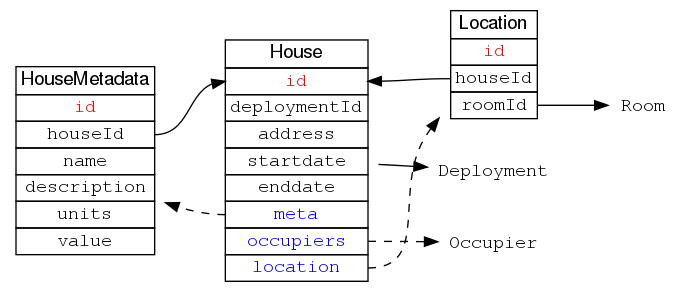 HouseMetadata
id
houseId
name
description
units
value
House
id
deploymentId
address
startdate
enddate
meta
occupiers
location
Location
id
houseId
roomId
Room
Deployment
Occupier